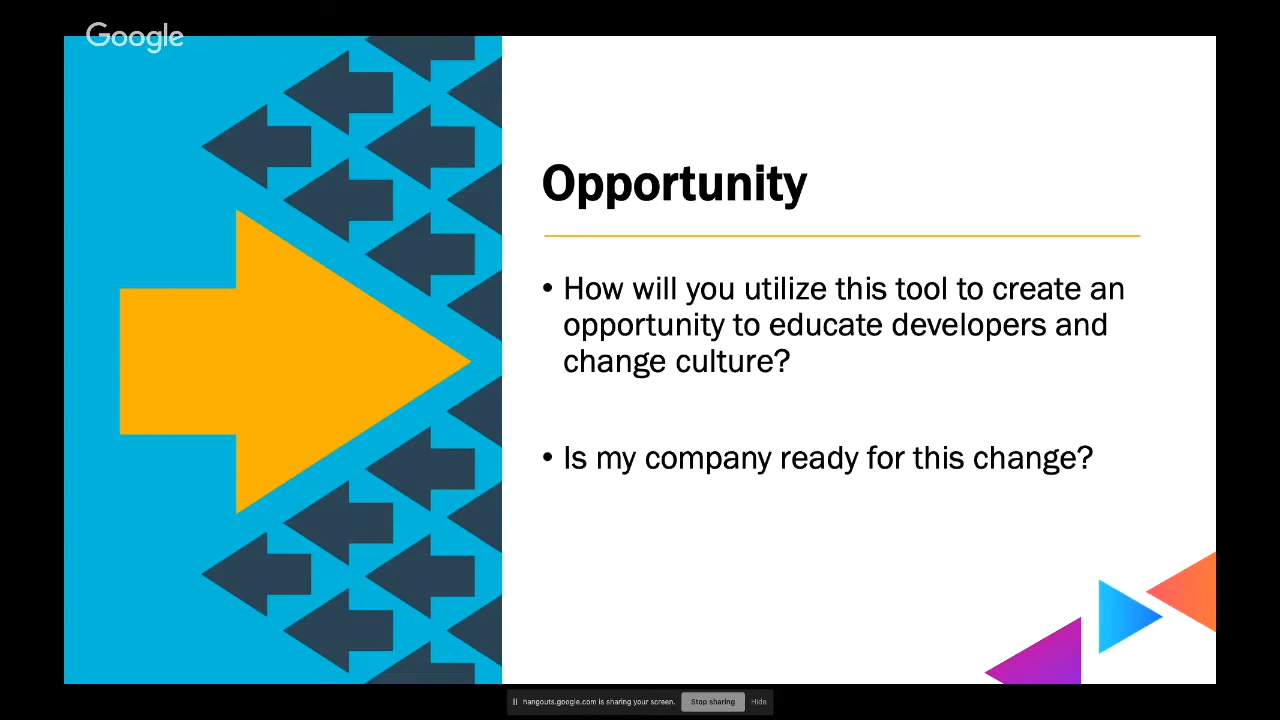 Google
Opportunity
• How will you utilize this tool to create an
opportunity to educate developers and
change culture?
• Is my company ready for this change?
hangouts.google.com is sharing your screen.
Stop sharing
Hide